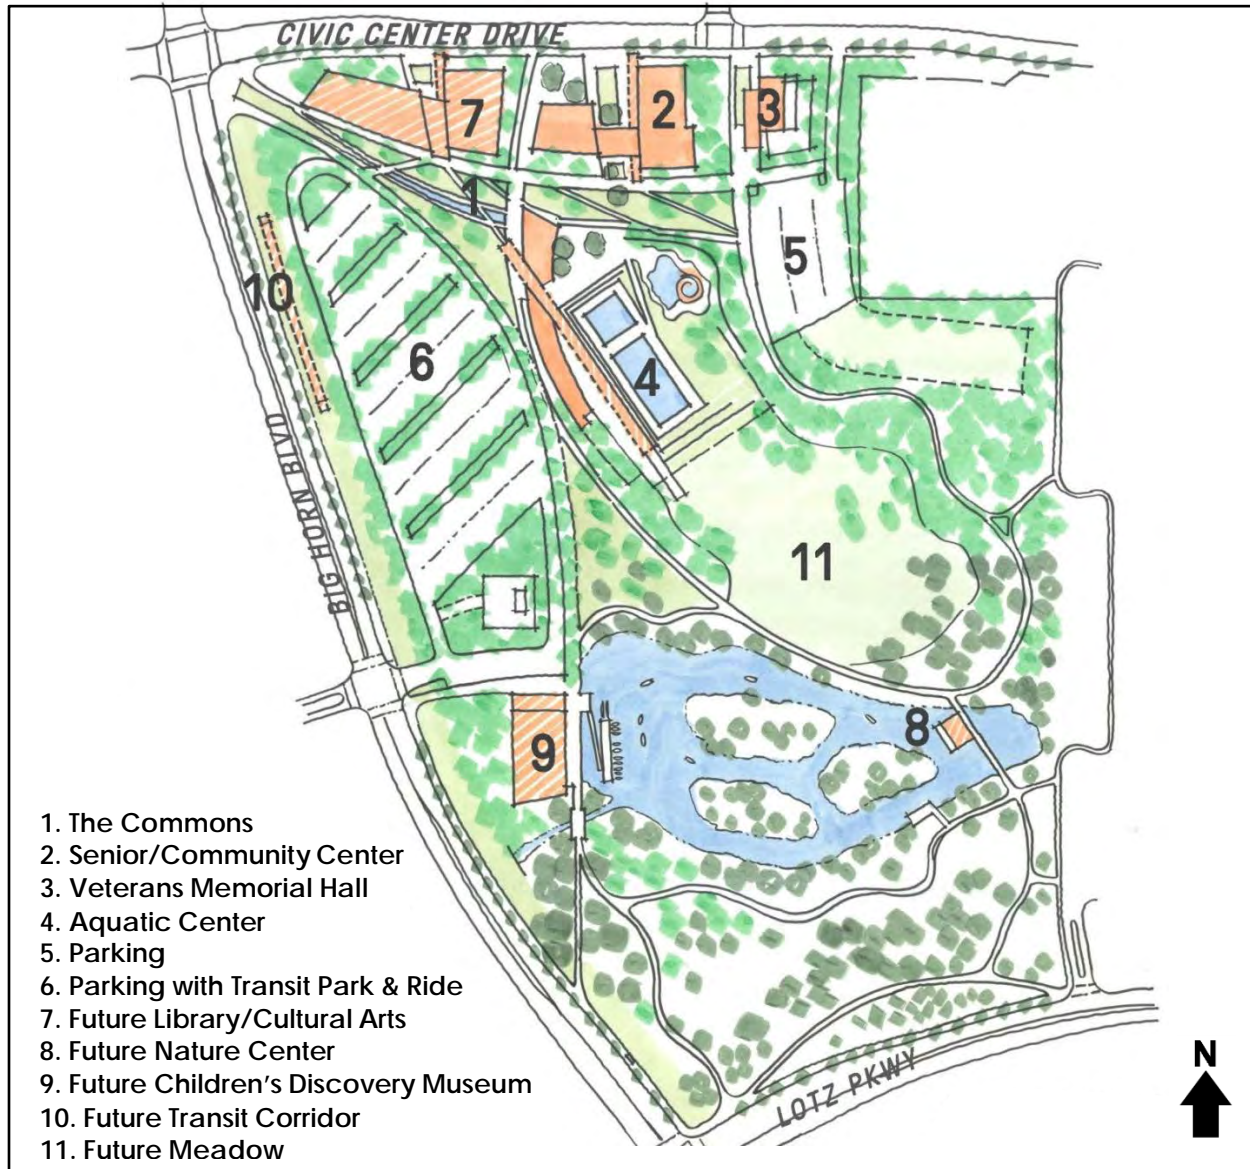 CIVIC CENTER DRIVE
7
2
3
1
5
10
6
4
BIG HORN BLVD
11
8
9
1. The Commons
2. Senior/Community Center
3. Veterans Memorial Hall
4. Aquatic Center
5. Parking
6. Parking with Transit Park & Ride
7. Future Library/Cultural Arts
8. Future Nature Center
9. Future Children's Discovery Museum
10. Future Transit Corridor
11. Future Meadow
LOTZ PKWY
N